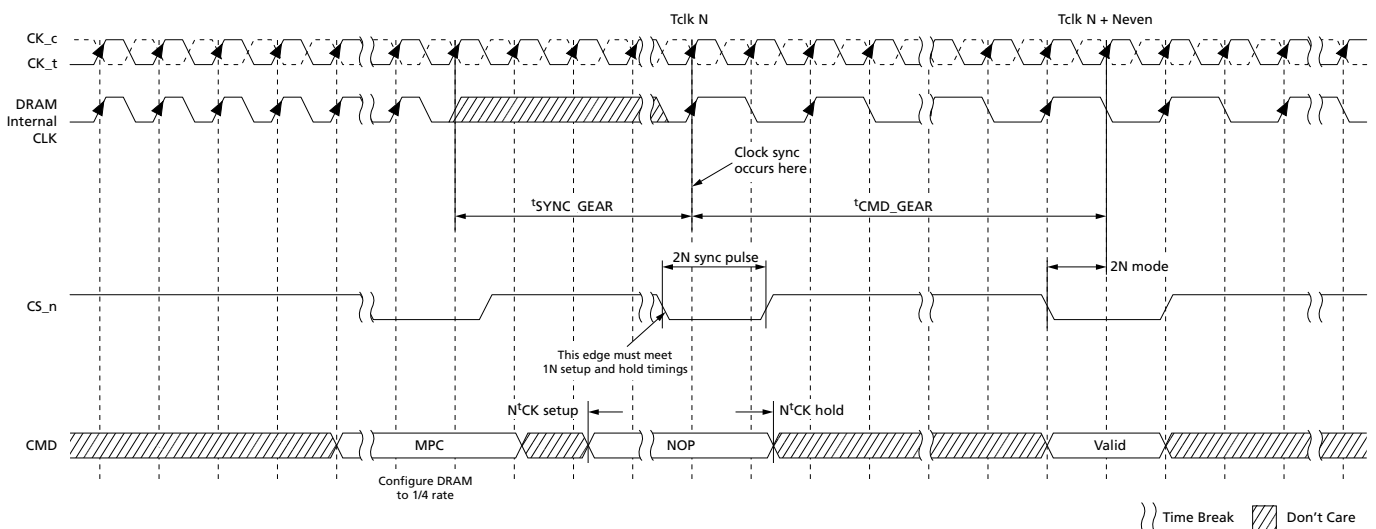 Tclk N
Tclk N + Neven
CK_c
CK_t
DRAM
Internal
CLK
Clock sync
occurs here
tSYNC_GEAR
tCMD_GEAR
2N sync pulse
2N mode
CS_n
This edge must meet
1N setup and hold timings
NtCK setup
NtCK hold
CMD
MPC
NOP
Valid
Configure DRAM
to 1/4 rate
Time Break
Don't Care